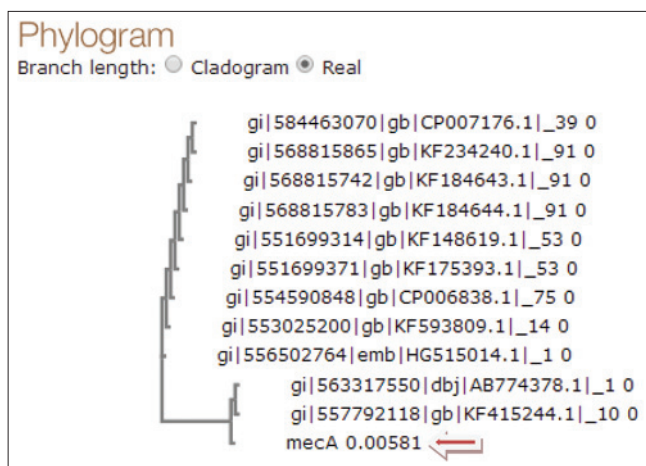 Phylogram
Branch length: Cladogram Real
gi|584463070|gb|CP007176.1|_39 0
gi|568815865|gb|KF234240.1|_91 0
gi|568815742|gb|KF184643.1|_91 0
gi|568815783|gb|KF184644.1|_91 0
gi|551699314|gb|KF148619.1|_53 0
gi|551699371|gb|KF175393.1|_53 0
gi|554590848|gb|CP006838.1|_75 0
gi|553025200|gb|KF593809.1|_14 0
gi|556502764|emb|HG515014.1|_1 0
gi|563317550|dbj|AB774378.1|_1 0
gi|557792118|gb|KF415244.1|_10 0
mecA 0.00581